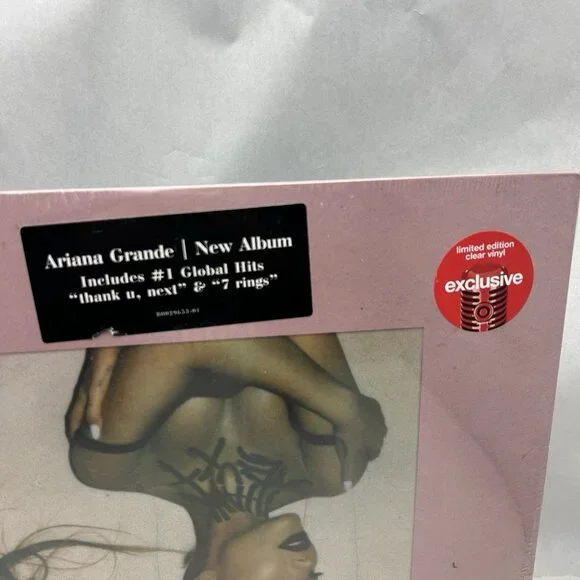 Ariana Grande | New Album
Includes #1 Global Hits
“thank u, next” & “7 rings”
limited edition
clear vinyl
exclusive
L